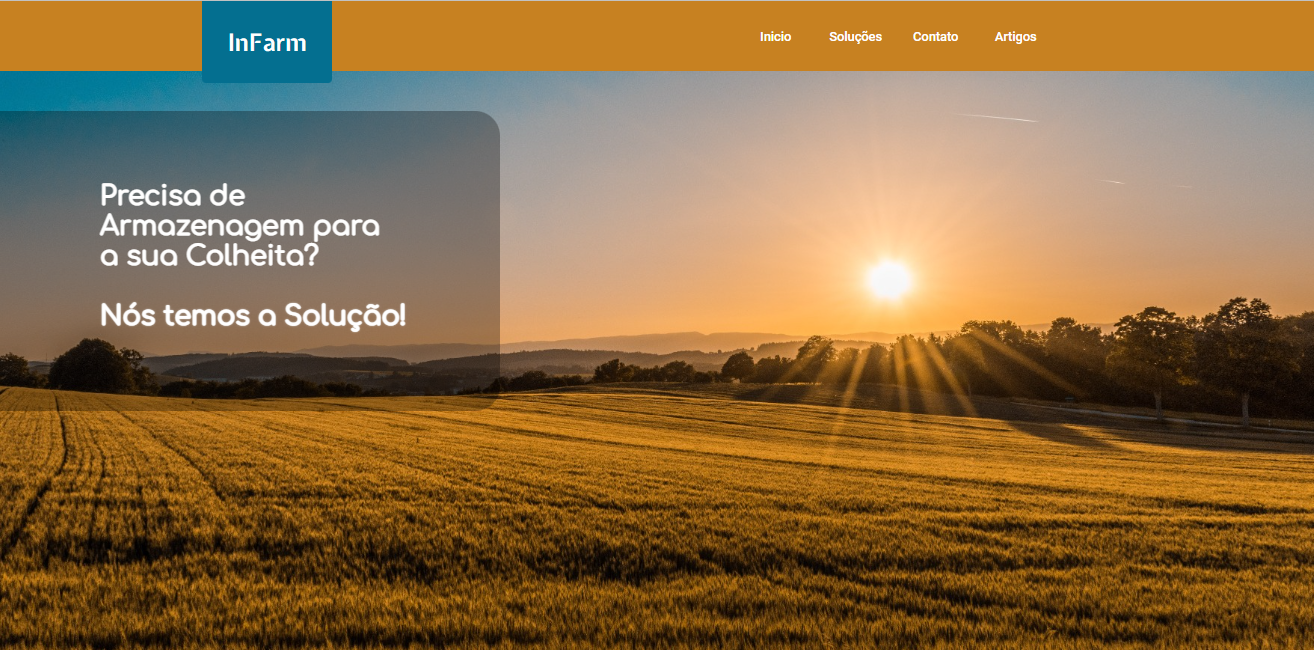 InFarm
Inicio Soluções Contato Artigos
Precisa de
Armazenagem para
a sua Colheita?
Nós temos a Solução!